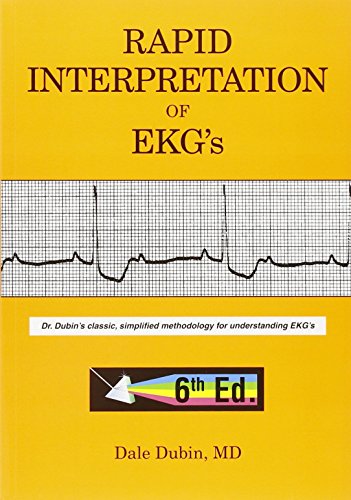 RAPID
INTERPRETATION
OF
EKG's
Dr. Dubin's classic, simplified methodology for understanding EKG's
6th Ed.
Dale Dubin, MD